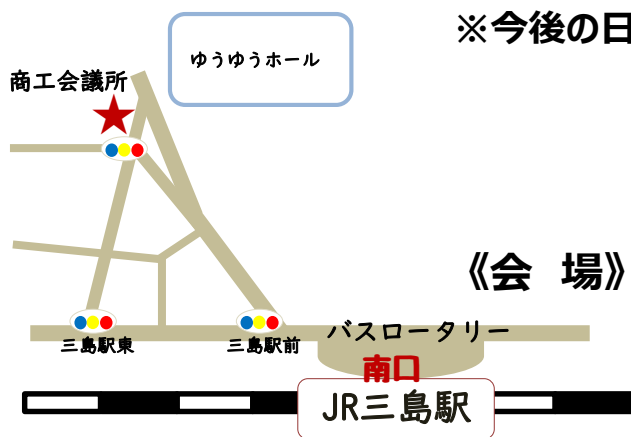 ※今後の日
ゆうゆうホール
商工会議所
《会 場》
バスロータリー
三島駅東
三島駅前
南口
JR三島駅